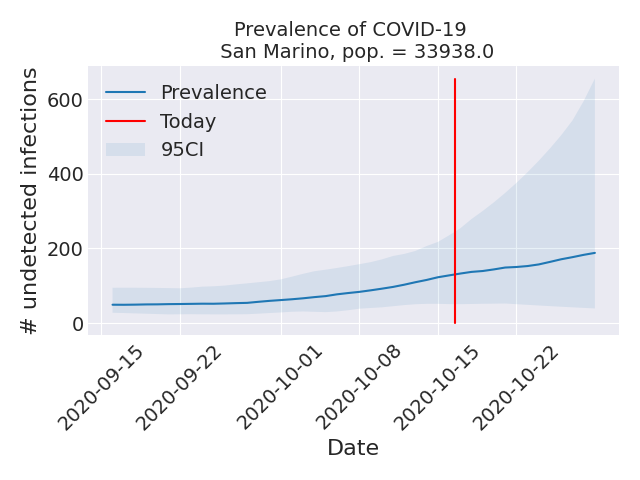 Prevalence of COVID-19
San Marino, pop. = 33938.0
# undetected infections
600
400
200
0
Prevalence
Today
95CI
2020-09-15
2020-09-22
2020-10-01
2020-10-08
2020-10-15
2020-10-22
Date